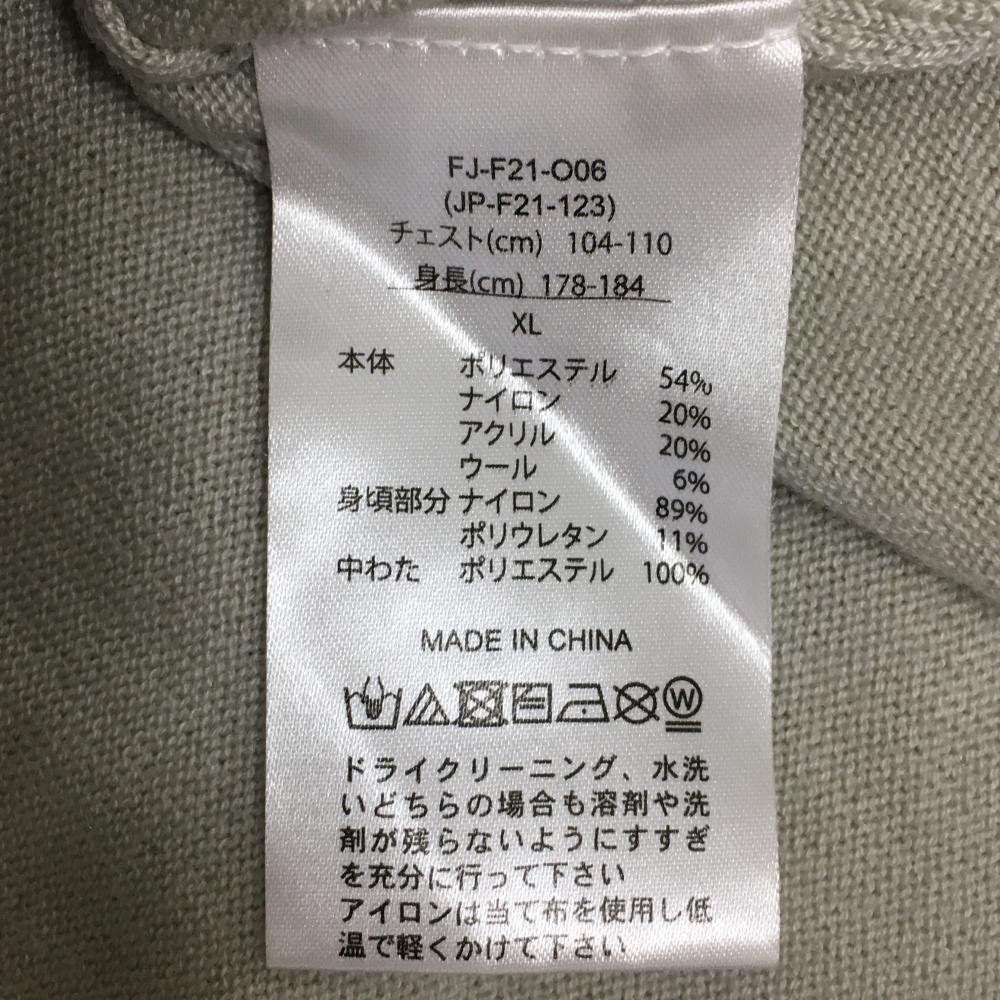 FJ-F21-O06
(JP-F21-123)
チェスト(cm) 104-110
身長(cm) 178-184
XL
本体 ポリエステル 54%
ナイロン 20%
アクリル 20%
ウール 6%
身頃部分 ナイロン 89%
ポリウレタン 11%
中わた ポリエステル 100%
MADE IN CHINA
W
ドライクリーニング、水洗
いどちらの場合も溶剤や洗
剤が残らないようにすすぎ
を充分に行って下さい
アイロンは当て布を使用し低
温で軽くかけて下さい